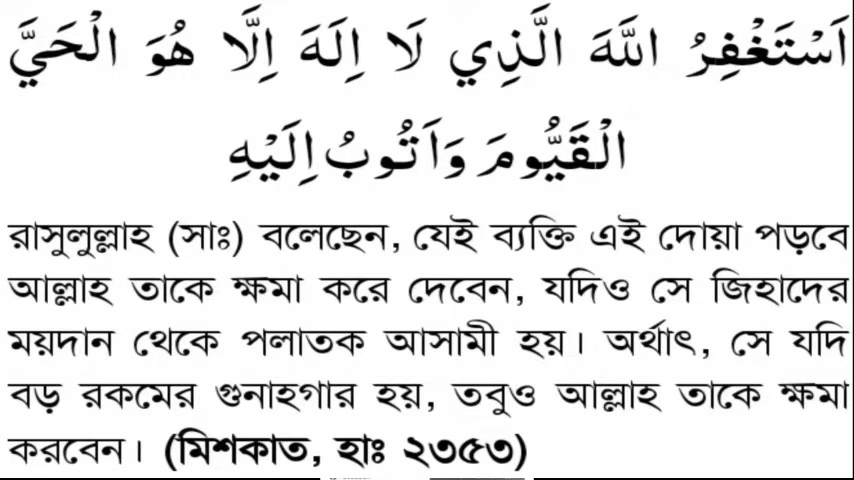 اَسْتَغْفِرُ اللَّهَ الَّذِي لَا اِلَهَ اِلَّا هُوَ الْحَيَّ
الْقَيُّومَ وَاَتُوبُ اِلَيْهِ
রাসুলুল্লাহ (সাঃ) বলেছেন, যেই ব্যক্তি এই দোয়া পড়বে
আল্লাহ তাকে ক্ষমা করে দেবেন, যদিও সে জিহাদের
ময়দান থেকে পলাতক আসামী হয়। অর্থাৎ, সে যদি
বড় রকমের গুনাহগার হয়, তবুও আল্লাহ তাকে ক্ষমা
করবেন। (মিশকাত, হাঃ ২৩৫৩)